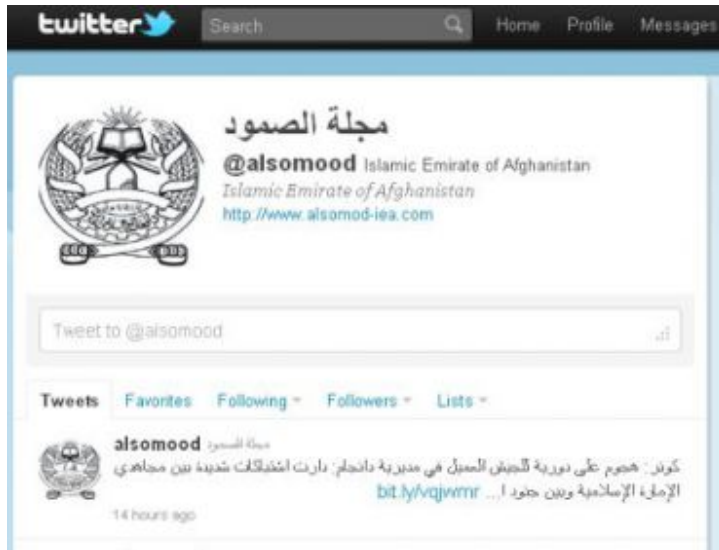 twitter
Search
Home Profile Messages
مجلة الصمود
@alsomood Islamic Emirate of Afghanistan
Islamic Emirate of Afghanistan
http://www.alsomod-iea.com
Tweet to @alsomood
Tweets Favorites Following Followers Lists
alsomood مجلة الصمود
كونر: هجوم على دورية للجيش العميل في مديرية دانجام: دارت اشتباكات شديدة بين مجاهدي
الإمارة الإسلامية وبين جنود ا... bit.ly/vqjwmr
14 hours ago